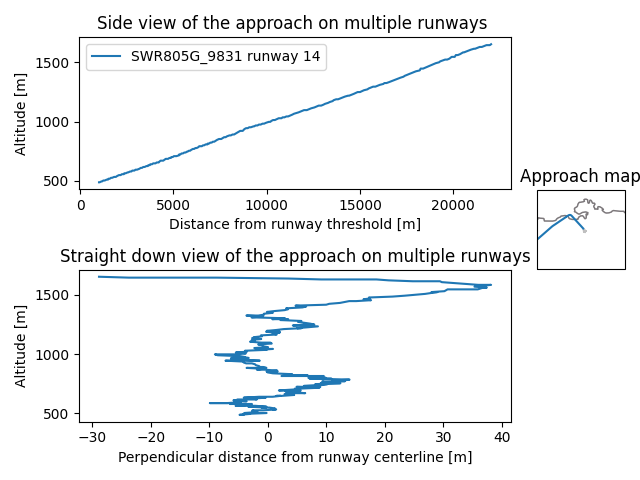 Side view of the approach on multiple runways
SWR805G_9831 runway 14
Altitude [m]
1500
1000
500
0
5000
10000
15000
20000
Distance from runway threshold [m]
Approach map
Straight down view of the approach on multiple runways
Altitude [m]
1500
1000
500
−30
−20
−10
0
10
20
30
40
Perpendicular distance from runway centerline [m]